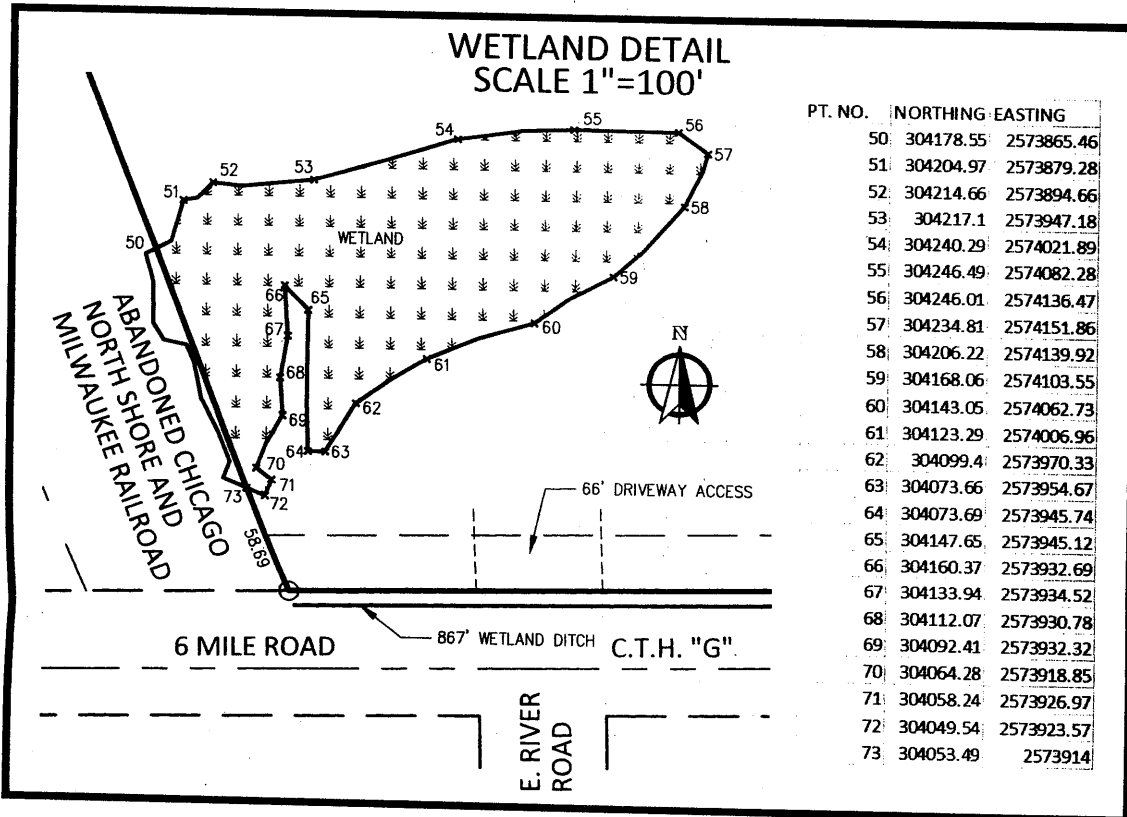 WETLAND DETAIL
SCALE 1"=100'
PT. NO. NORTHING EASTING
50 304178.55 2573865.46
51 304204.97 2573879.28
52 304214.66 2573894.66
53 304217.1 2573947.18
54 304240.29 2574021.89
55 304246.49 2574082.28
56 304246.01 2574136.47
57 304234.81 2574151.86
58 304206.22 2574139.92
59 304168.06 2574103.55
60 304143.05 2574062.73
61 304123.29 2574006.96
62 304099.4 2573970.33
63 304073.66 2573954.67
64 304073.69 2573945.74
65 304147.65 2573945.12
66 304160.37 2573932.69
67 304133.94 2573934.52
68 304112.07 2573930.78
69 304092.41 2573932.32
70 304064.28 2573918.85
71 304058.24 2573926.97
72 304049.54 2573923.57
73 304053.49 2573914
50
51
52
53
54
55
56
57
58
59
60
61
62
63
64
65
66
67
68
69
70
71
72
73
WETLAND
N
ABANDONED CHICAGO
NORTH SHORE AND
MILWAUKEE RAILROAD
58.69
66' DRIVEWAY ACCESS
867' WETLAND DITCH
6 MILE ROAD
C.T.H. "G"
E. RIVER
ROAD